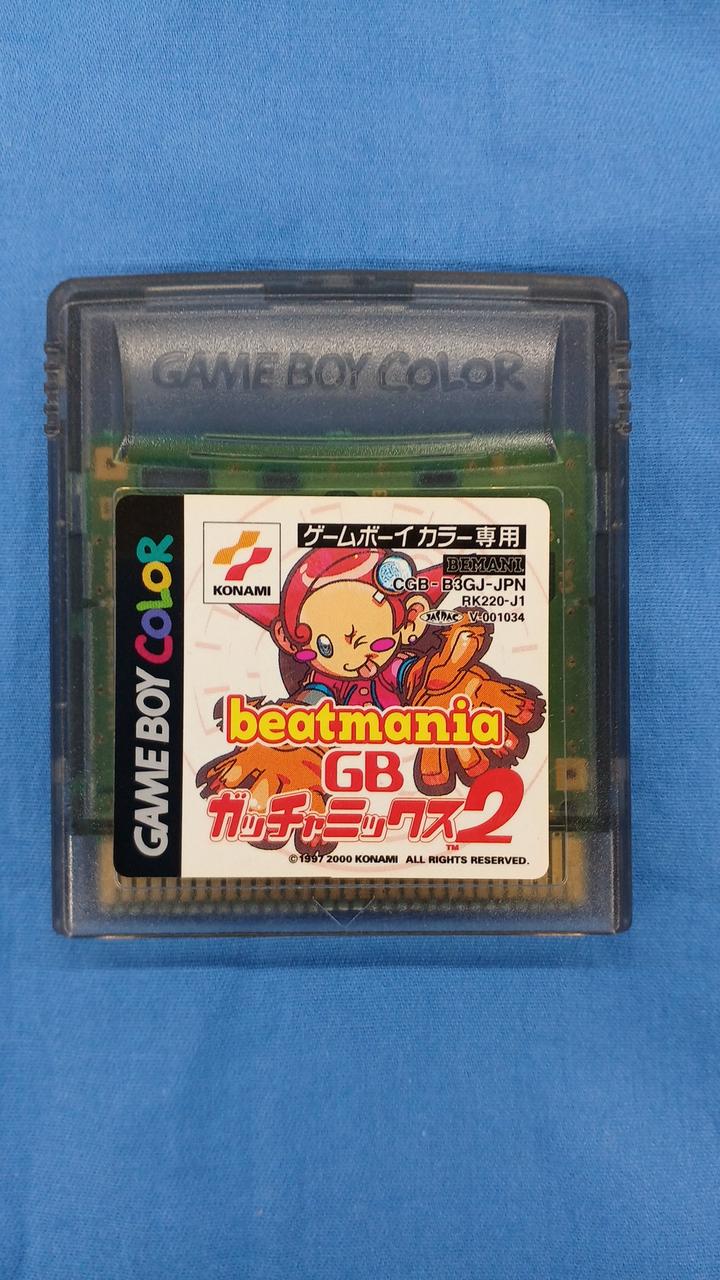 GAME BOY COLOR
GAME BOY COLOR
KONAMI
ゲームボーイカラー専用
BEMANI
CGB-B3GJ-JPN
RK220-J1
JASRAC V-001034
beatmania
GB
ガッチャミックス2
TM
©1997 2000 KONAMI ALL RIGHTS RESERVED.